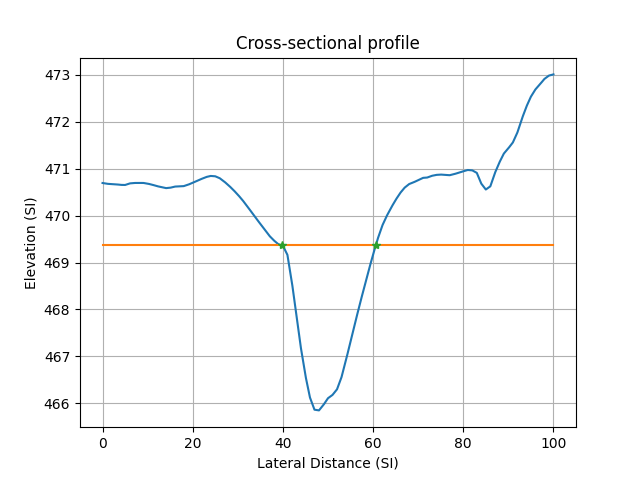 Cross-sectional profile
473
472
471
470
469
468
467
466
Elevation (SI)
0 20 40 60 80 100
Lateral Distance (SI)